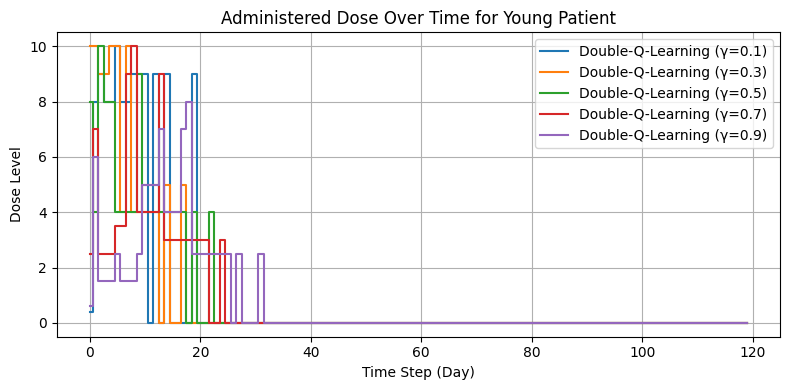 Administered Dose Over Time for Young Patient
Dose Level
10
8
6
4
2
0
Double-Q-Learning (γ=0.1)
Double-Q-Learning (γ=0.3)
Double-Q-Learning (γ=0.5)
Double-Q-Learning (γ=0.7)
Double-Q-Learning (γ=0.9)
0 20 40 60 80 100 120
Time Step (Day)